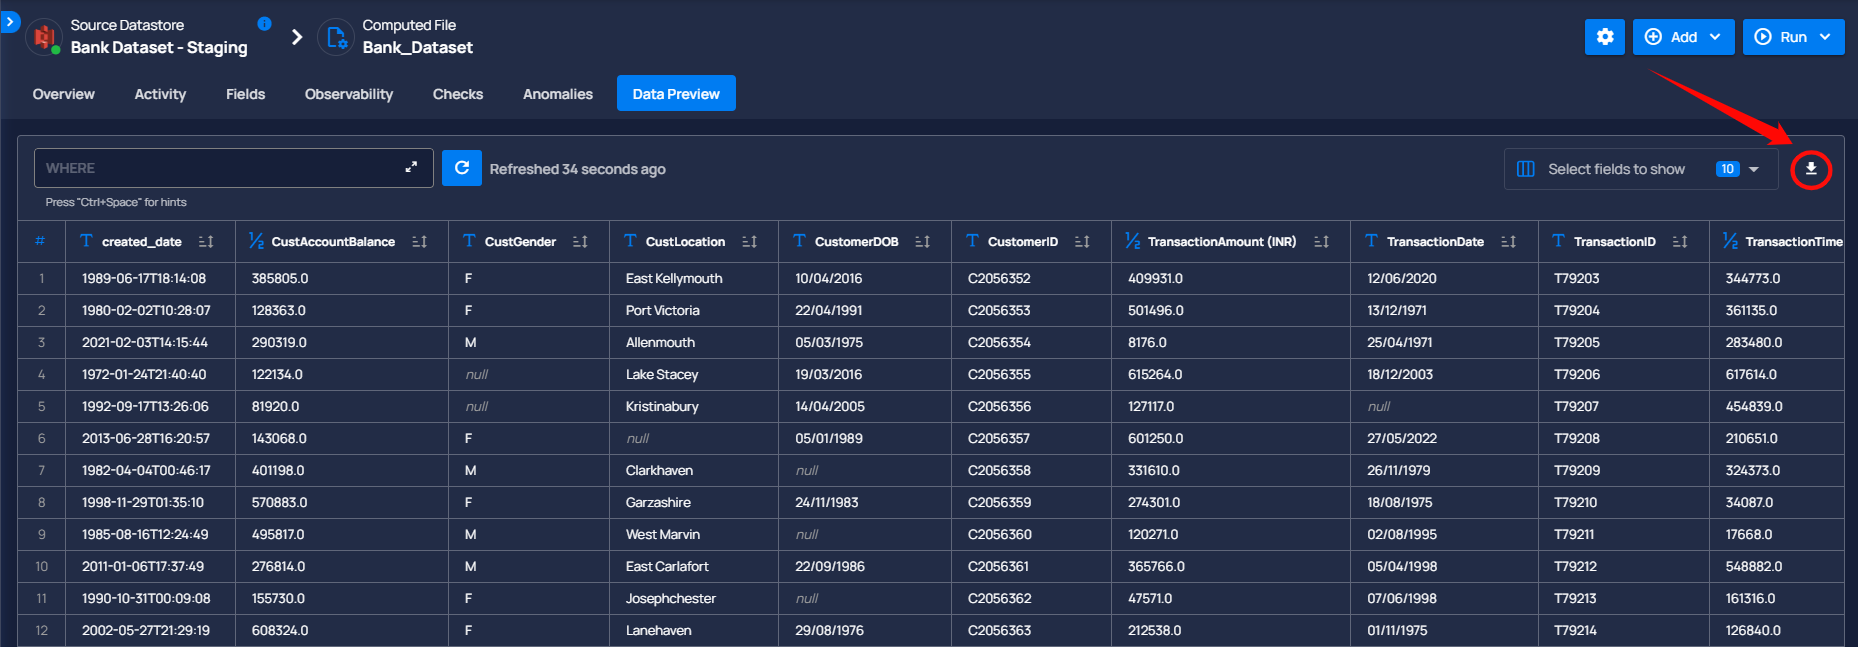 Source Datastore
Bank Dataset - Staging
Computed File
Bank_Dataset
Add
Run
Overview Activity Fields Observability Checks Anomalies Data Preview
WHERE
Refreshed 34 seconds ago
Select fields to show 10
Press "Ctrl+Space" for hints
# created_date CustAccountBalance CustGender CustLocation CustomerDOB CustomerID TransactionAmount (INR) TransactionDate TransactionID TransactionTime
1 1989-06-17T18:14:08 385805.0 F East Kellymouth 10/04/2016 C2056352 409931.0 12/06/2020 T79203 344773.0
2 1980-02-02T10:28:07 128363.0 F Port Victoria 22/04/1991 C2056353 501496.0 13/12/1971 T79204 361135.0
3 2021-02-03T14:15:44 290319.0 M Allenmouth 05/03/1975 C2056354 8176.0 25/04/1971 T79205 283480.0
4 1972-01-24T21:40:40 122134.0 null Lake Stacey 19/03/2016 C2056355 615264.0 18/12/2003 T79206 617614.0
5 1992-09-17T13:26:06 81920.0 null Kristinabury 14/04/2005 C2056356 127117.0 null T79207 454839.0
6 2013-06-28T16:20:57 143068.0 F null 05/01/1989 C2056357 601250.0 27/05/2022 T79208 210651.0
7 1982-04-04T00:46:17 401198.0 M Clarkhaven null C2056358 331610.0 26/11/1979 T79209 324373.0
8 1998-11-29T01:35:10 570883.0 F Garzashire 24/11/1983 C2056359 274301.0 18/08/1975 T79210 34087.0
9 1985-08-16T12:24:49 495817.0 M West Marvin null C2056360 120271.0 02/08/1995 T79211 17668.0
10 2011-01-06T17:37:49 276814.0 M East Carlafort 22/09/1986 C2056361 365766.0 05/04/1998 T79212 548882.0
11 1990-10-31T00:09:08 155730.0 F Josephchester null C2056362 47571.0 07/06/1998 T79213 161316.0
12 2002-05-27T21:29:19 608324.0 F Lanehaven 29/08/1976 C2056363 212538.0 01/11/1975 T79214 126840.0